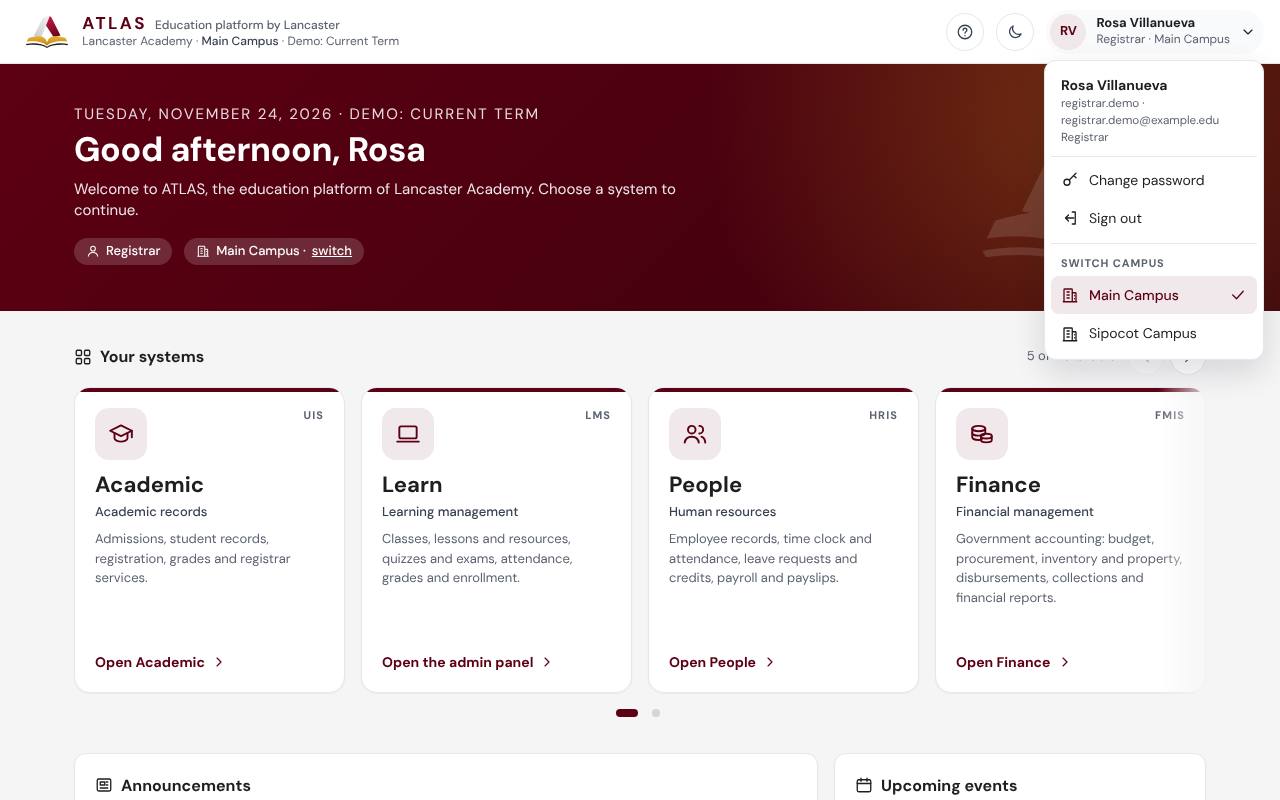 ATLAS Education platform by Lancaster
Lancaster Academy · Main Campus · Demo: Current Term
RV
Rosa Villanueva
Registrar · Main Campus
Rosa Villanueva
registrar.demo ·
registrar.demo@example.edu
Registrar
Change password
Sign out
SWITCH CAMPUS
Main Campus
Sipocot Campus
TUESDAY, NOVEMBER 24, 2026 · DEMO: CURRENT TERM
Good afternoon, Rosa
Welcome to ATLAS, the education platform of Lancaster Academy. Choose a system to
continue.
Registrar
Main Campus · switch
Your systems
5 of
UIS
Academic
Academic records
Admissions, student records,
registration, grades and registrar
services.
Open Academic
LMS
Learn
Learning management
Classes, lessons and resources,
quizzes and exams, attendance,
grades and enrollment.
Open the admin panel
HRIS
People
Human resources
Employee records, time clock and
attendance, leave requests and
credits, payroll and payslips.
Open People
FMIS
Finance
Financial management
Government accounting: budget,
procurement, inventory and property,
disbursements, collections and
financial reports.
Open Finance
Announcements
Upcoming events